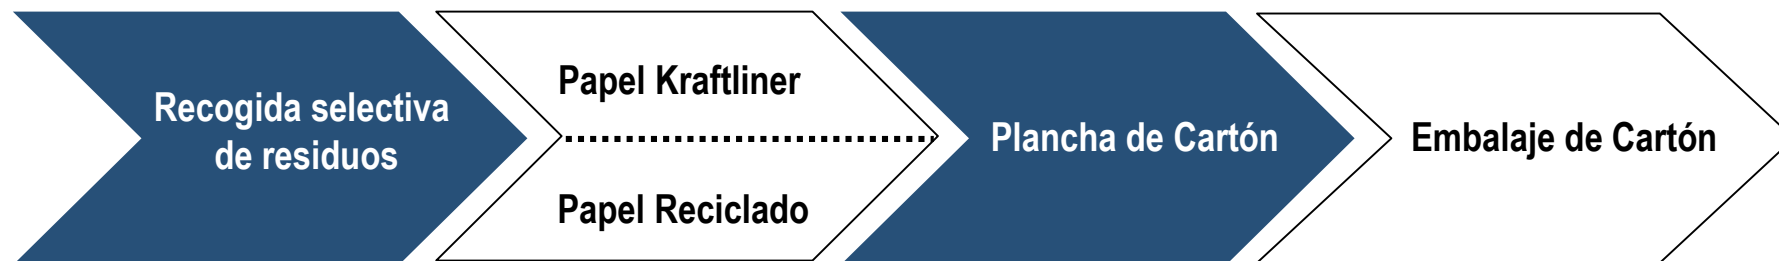 Recogida selectiva
de residuos
Papel Kraftliner
Papel Reciclado
Plancha de Cartón
Embalaje de Cartón